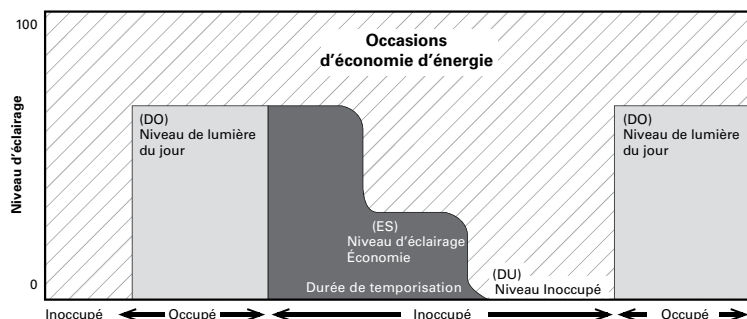 100
Occasions
d'économie d'énergie
(DO)
Niveau de lumière
du jour
(DO)
Niveau de lumière
du jour
Niveau d'éclairage
(ES)
Niveau d'éclairage
Économie
(DU)
Niveau Inoccupé
Durée de temporisation
0
Inoccupé
Occupé
Inoccupé
Occupé